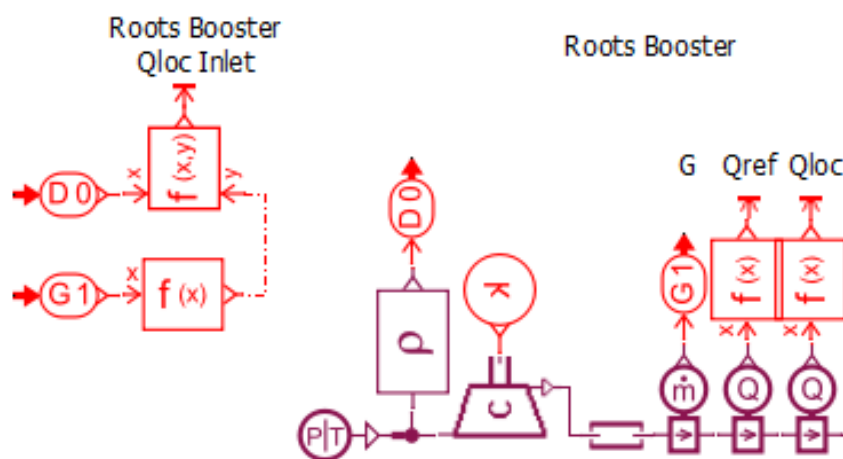 Roots Booster
Qloc Inlet
Roots Booster
D0
x
f(x,y)
y
G1
x
f(x)
D0
ρ
K
C
P|T
G
Qref
Qloc
G1
f(x)
x
f(x)
x
ṁ
Q
Q